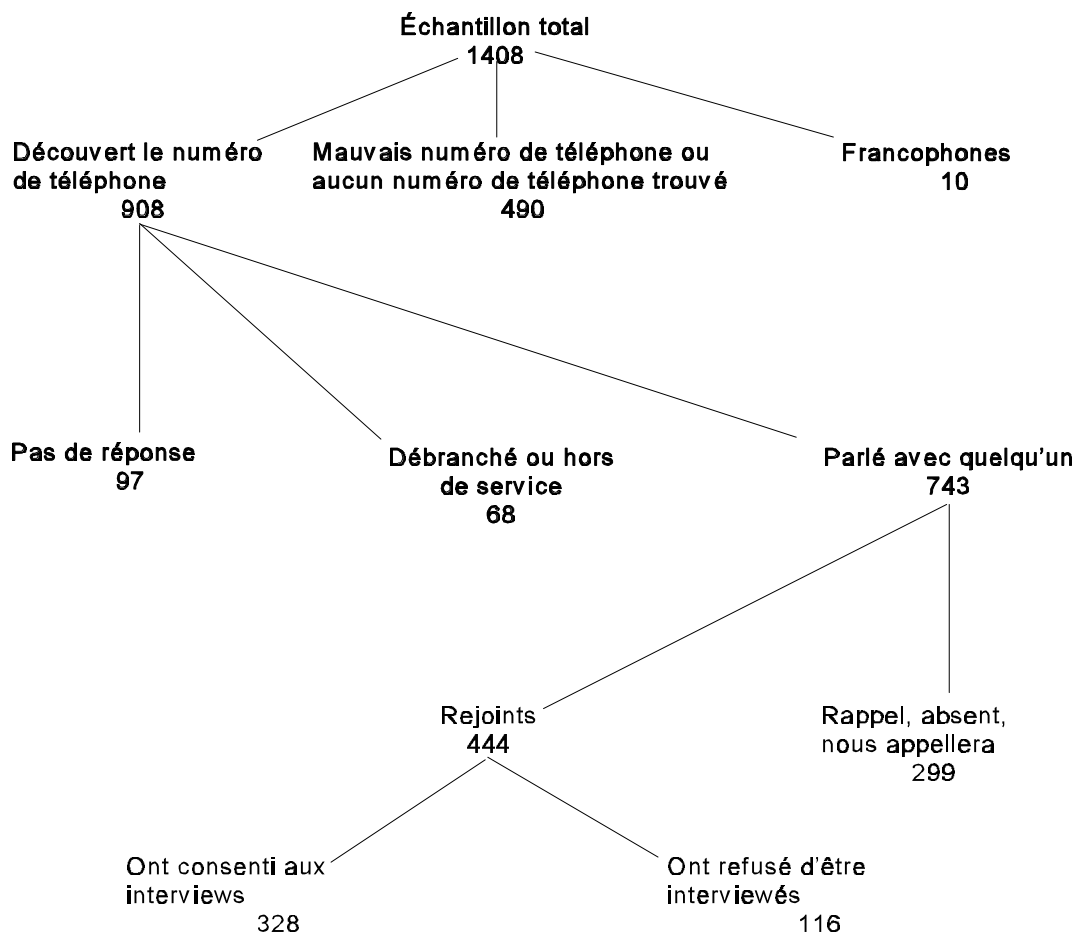 Échantillon total
1408
Découvert le numéro
de téléphone
908
Mauvais numéro de téléphone ou
aucun numéro de téléphone trouvé
490
Francophones
10
Pas de réponse
97
Débranché ou hors
de service
68
Parlé avec quelqu'un
743
Rejoints
444
Rappel, absent,
nous appellera
299
Ont consenti aux
interviews
328
Ont refusé d'être
interviewés
116